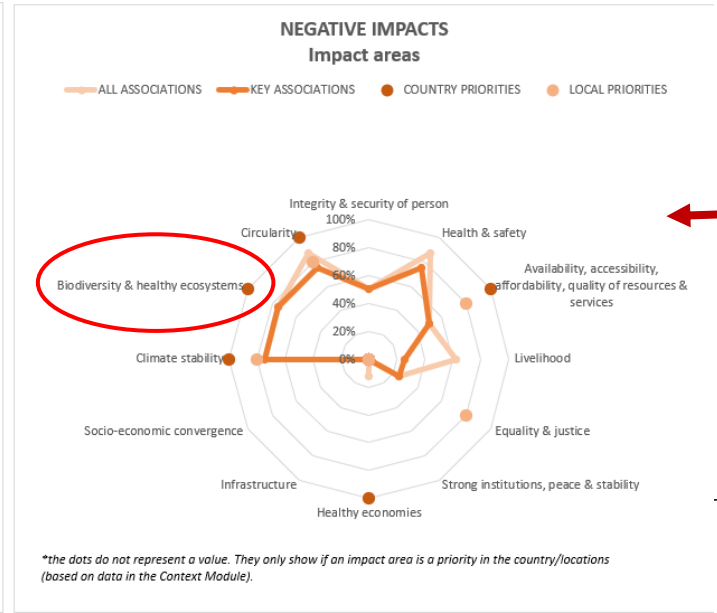 NEGATIVE IMPACTS
Impact areas
ALL ASSOCIATIONS KEY ASSOCIATIONS COUNTRY PRIORITIES LOCAL PRIORITIES
Integrity & security of person
100%
Circularity
Health & safety
80%
Availability, accessibility,
affordability, quality of resources &
services
60%
Biodiversity & healthy ecosystems
40%
20%
Climate stability
0%
Livelihood
Socio-economic convergence
Equality & justice
Infrastructure
Strong institutions, peace & stability
Healthy economies
*the dots do not represent a value. They only show if an impact area is a priority in the country/locations
(based on data in the Context Module).